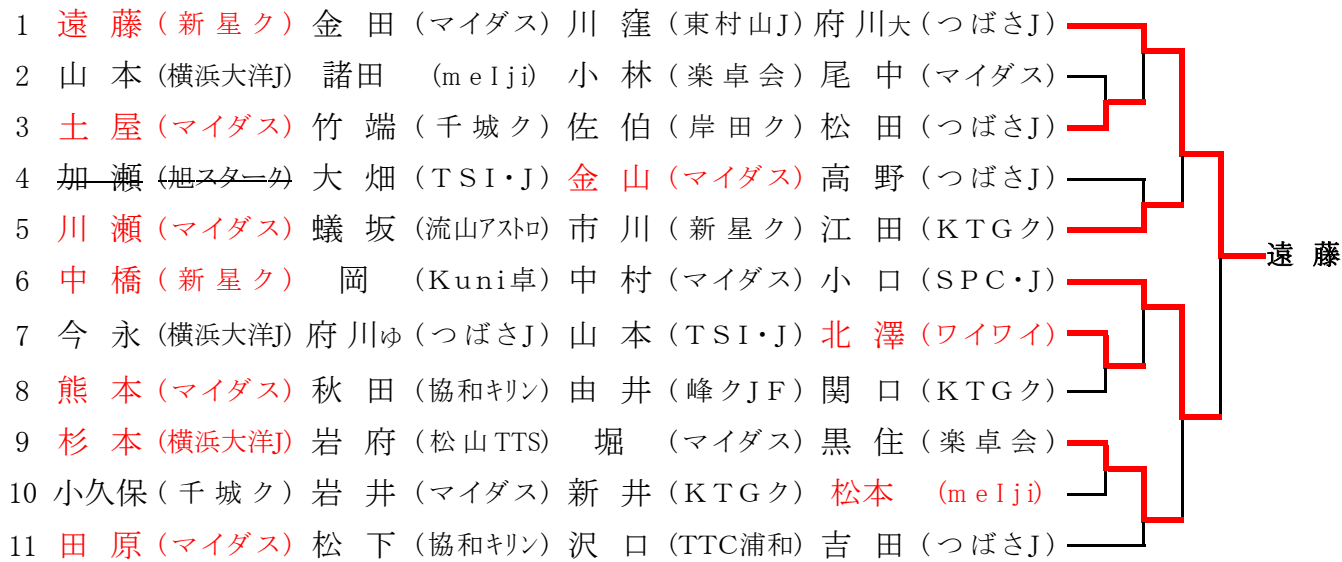 1 遠藤 (新星ク) 金田 (マイダス) 川窪 (東村山J) 府川大 (つばさJ)
2 山本 (横浜大洋J) 諸田 (meIji) 小林 (楽卓会) 尾中 (マイダス)
3 土屋 (マイダス) 竹端 (千城ク) 佐伯 (岸田ク) 松田 (つばさJ)
4 加瀬 (旭スターク) 大畑 (TSI・J) 金山 (マイダス) 高野 (つばさJ)
5 川瀬 (マイダス) 蟻坂 (流山アストロ) 市川 (新星ク) 江田 (KTGク)
遠藤
6 中橋 (新星ク) 岡 (Kuni卓) 中村 (マイダス) 小口 (SPC・J)
7 今永 (横浜大洋J) 府川ゅ (つばさJ) 山本 (TSI・J) 北澤 (ワイワイ)
8 熊本 (マイダス) 秋田 (協和キリン) 由井 (峰クJF) 関口 (KTGク)
9 杉本 (横浜大洋J) 岩府 (松山TTS) 堀 (マイダス) 黒住 (楽卓会)
10 小久保 (千城ク) 岩井 (マイダス) 新井 (KTGク) 松本 (meIji)
11 田原 (マイダス) 松下 (協和キリン) 沢口 (TTC浦和) 吉田 (つばさJ)